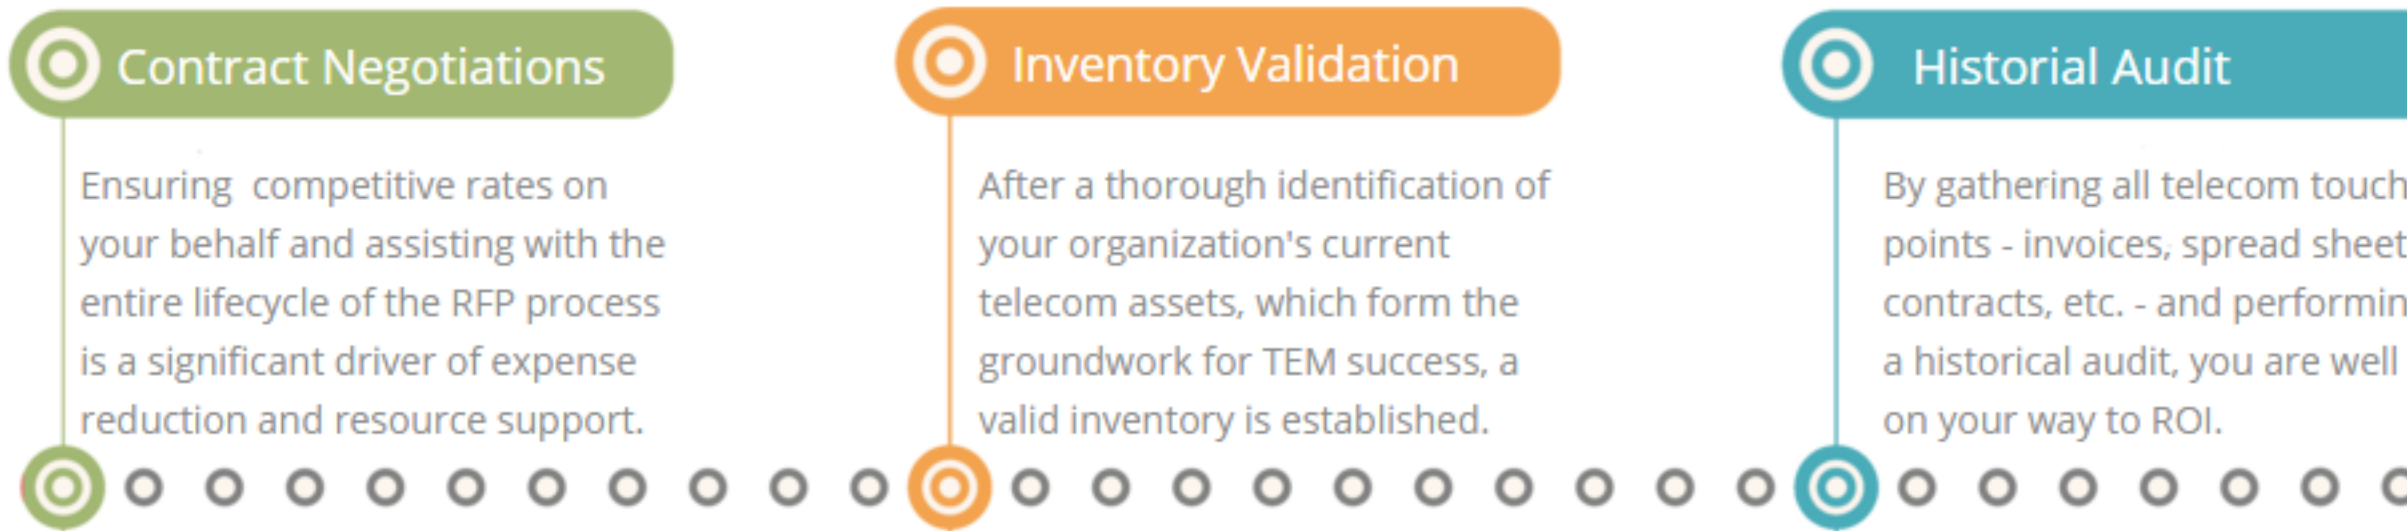 Contract Negotiations
Ensuring competitive rates on
your behalf and assisting with the
entire lifecycle of the RFP process
is a significant driver of expense
reduction and resource support.
Inventory Validation
After a thorough identification of
your organization's current
telecom assets, which form the
groundwork for TEM success, a
valid inventory is established.
Historial Audit
By gathering all telecom touch
points - invoices, spread sheet
contracts, etc. - and performin
a historical audit, you are well
on your way to ROI.